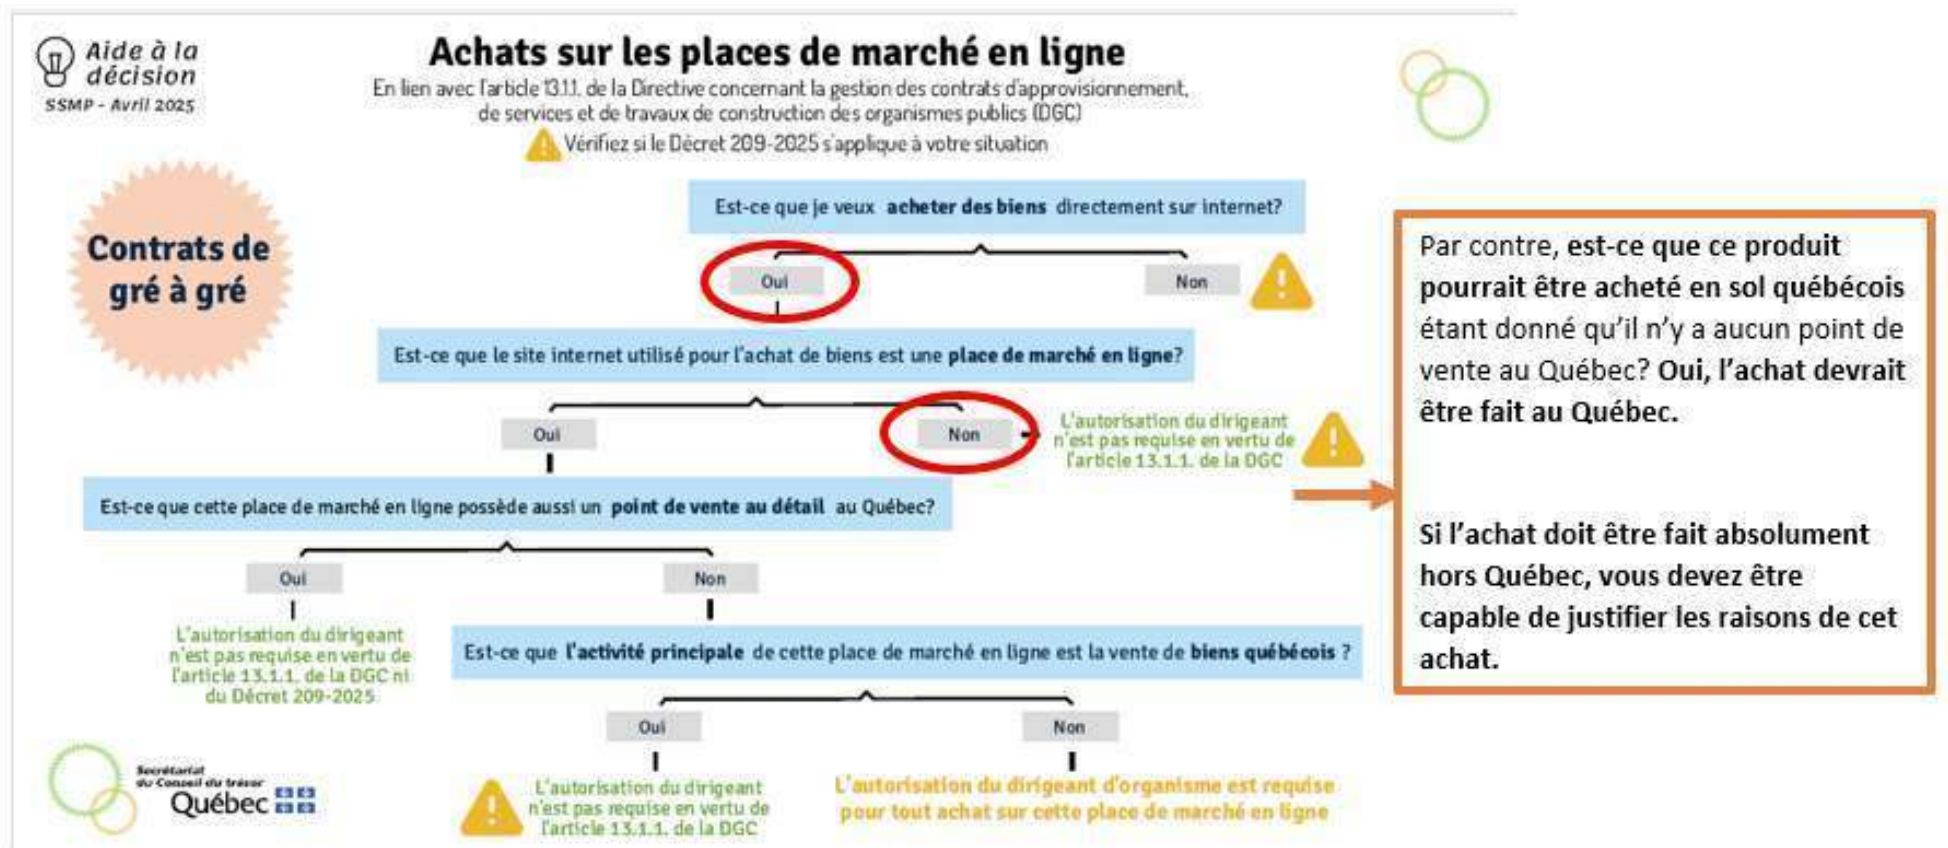 Aide à la
décision
SSMP - Avril 2025
Achats sur les places de marché en ligne
En lien avec l'article 13.1.1. de la Directive concernant la gestion des contrats d'approvisionnement,
de services et de travaux de construction des organismes publics (DGC)
Vérifiez si le Décret 209-2025 s'applique à votre situation
Contrats de
gré à gré
Est-ce que je veux acheter des biens directement sur internet?
Oui
Non
Est-ce que le site internet utilisé pour l'achat de biens est une place de marché en ligne?
Oui
Non
L'autorisation du dirigeant
n'est pas requise en vertu de
l'article 13.1.1. de la DGC
Est-ce que cette place de marché en ligne possède aussi un point de vente au détail au Québec?
Oui
Non
L'autorisation du dirigeant
n'est pas requise en vertu de
l'article 13.1.1. de la DGC ni
du Décret 209-2025
Est-ce que l'activité principale de cette place de marché en ligne est la vente de biens québécois ?
Oui
Non
L'autorisation du dirigeant
n'est pas requise en vertu de
l'article 13.1.1. de la DGC
L'autorisation du dirigeant d'organisme est requise
pour tout achat sur cette place de marché en ligne
Secrétariat
du Conseil du trésor
Québec
Par contre, est-ce que ce produit
pourrait être acheté en sol québécois
étant donné qu'il n'y a aucun point de
vente au Québec? Oui, l'achat devrait
être fait au Québec.
Si l'achat doit être fait absolument
hors Québec, vous devez être
capable de justifier les raisons de cet
achat.